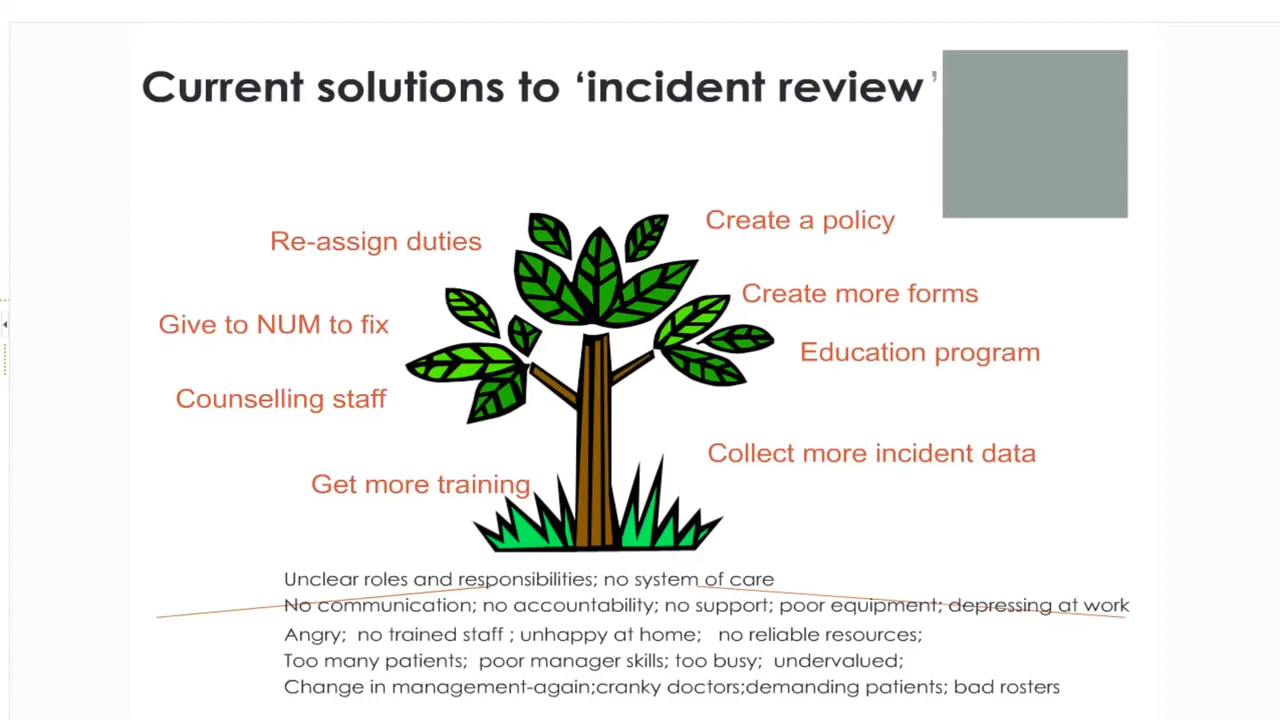 Current solutions to ‘incident review’
Re-assign duties
Create a policy
Create more forms
Give to NUM to fix
Education program
Counselling staff
Collect more incident data
Get more training
Unclear roles and responsibilities; no system of care
No communication; no accountability; no support; poor equipment; depressing at work
Angry;  no trained staff ; unhappy at home;   no reliable resources;
Too many patients;  poor manager skills; too busy;  undervalued;
Change in management-again;cranky doctors;demanding patients; bad rosters